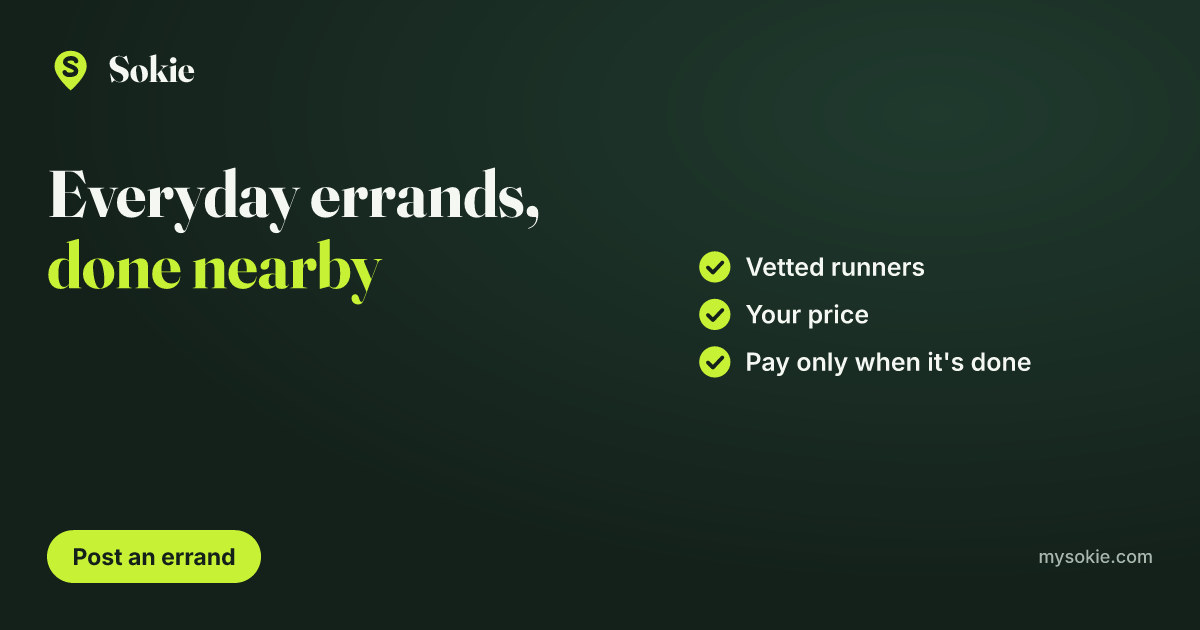 Sokie
Everyday errands,
done nearby
Vetted runners
Your price
Pay only when it's done
Post an errand
mysokie.com